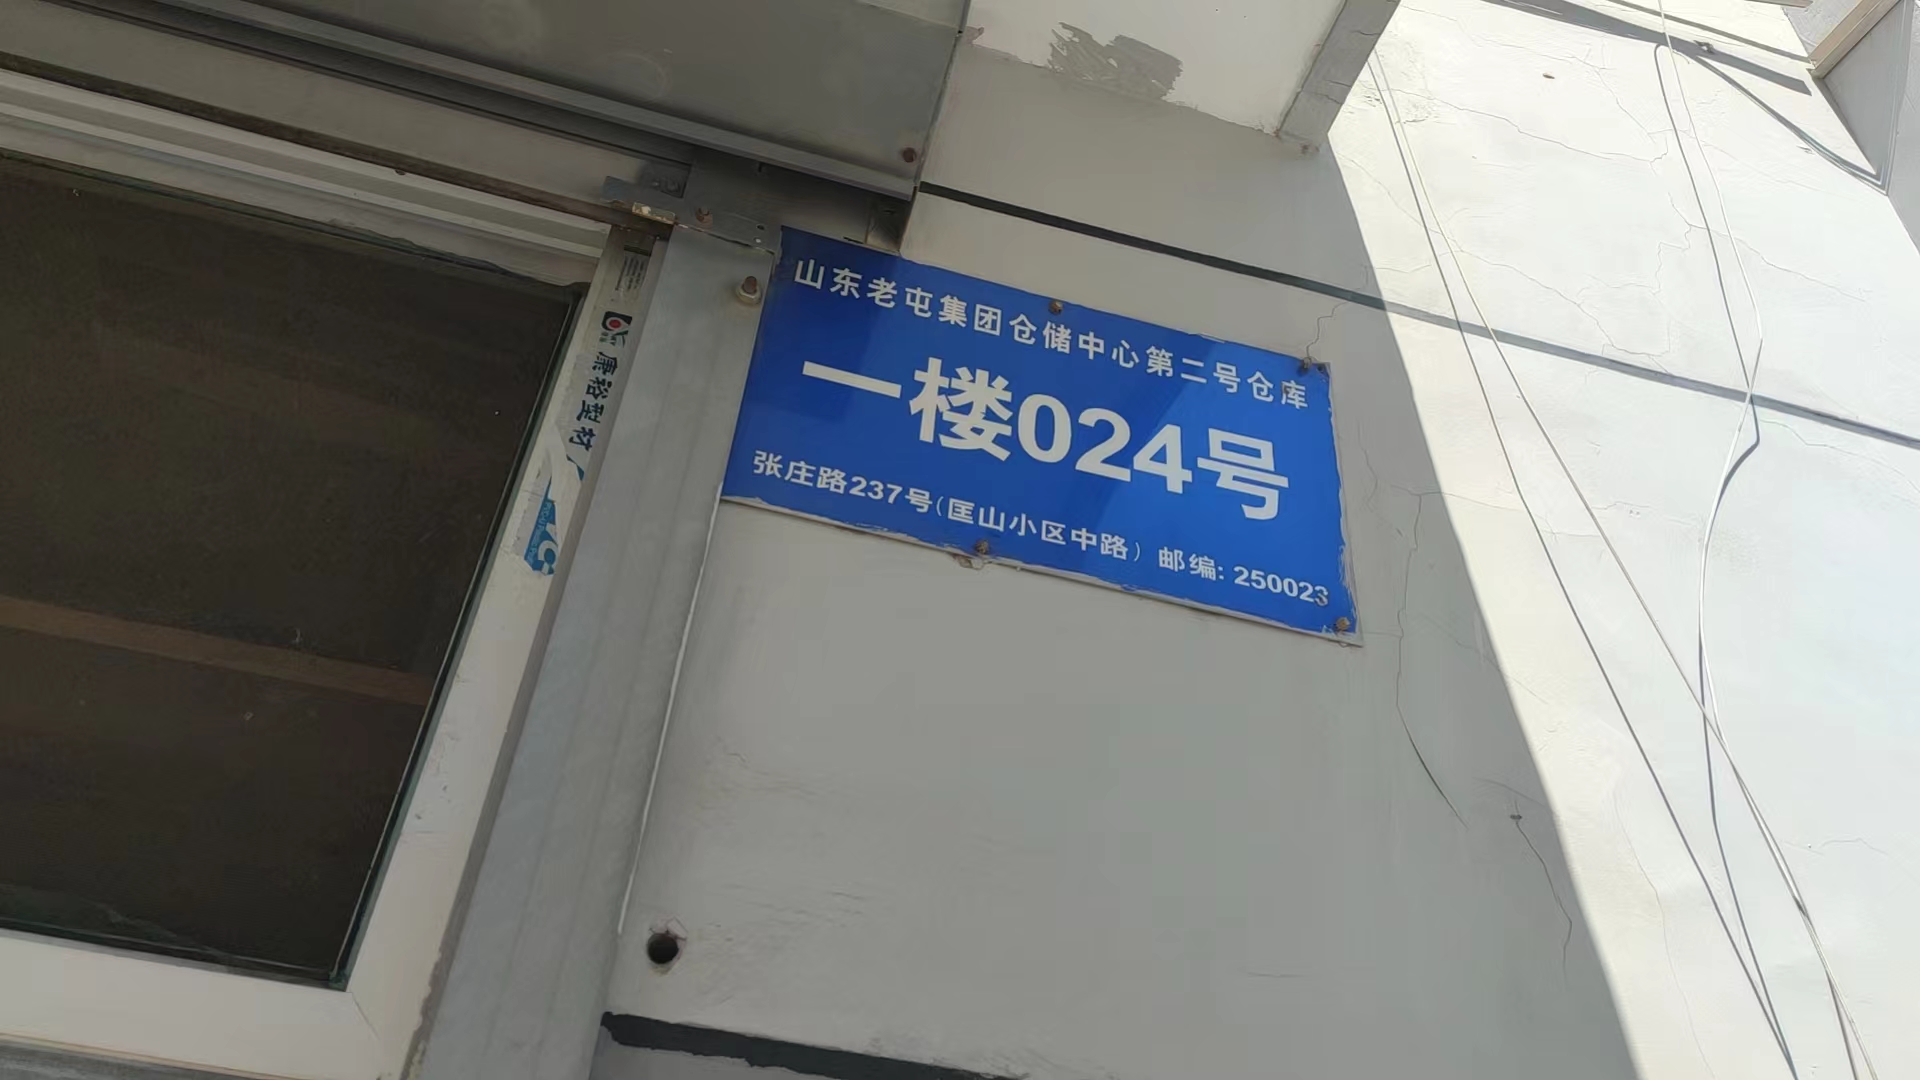 山东老屯集团仓储中心第二号仓库
一楼024号
张庄路237号(匡山小区中路) 邮编: 250023
康裕型材